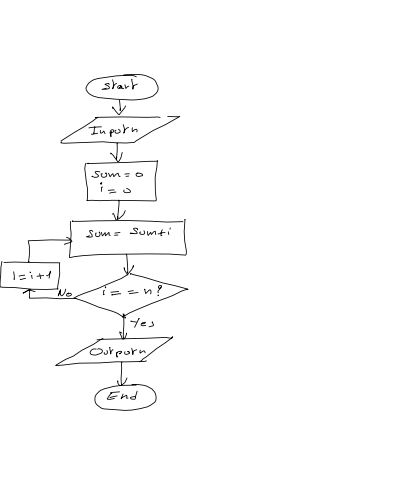 Start
Input n
Sum = 0
i = 0
Sum = Sum + i
I = i + 1
No
i = = n ?
Yes
Output n
End